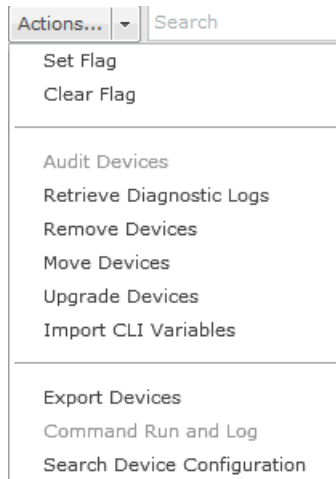 Actions... Search
Set Flag
Clear Flag
Audit Devices
Retrieve Diagnostic Logs
Remove Devices
Move Devices
Upgrade Devices
Import CLI Variables
Export Devices
Command Run and Log
Search Device Configuration